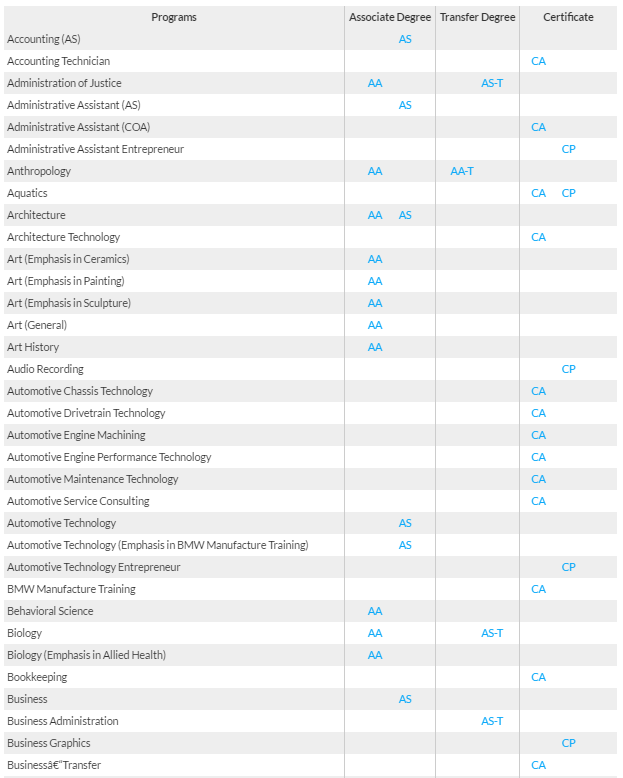 Programs Associate Degree Transfer Degree Certificate
Accounting (AS) AS
Accounting Technician CA
Administration of Justice AA AS-T
Administrative Assistant (AS) AS
Administrative Assistant (COA) CA
Administrative Assistant Entrepreneur CP
Anthropology AA AA-T
Aquatics CA CP
Architecture AA AS
Architecture Technology CA
Art (Emphasis in Ceramics) AA
Art (Emphasis in Painting) AA
Art (Emphasis in Sculpture) AA
Art (General) AA
Art History AA
Audio Recording CP
Automotive Chassis Technology CA
Automotive Drivetrain Technology CA
Automotive Engine Machining CA
Automotive Engine Performance Technology CA
Automotive Maintenance Technology CA
Automotive Service Consulting CA
Automotive Technology AS
Automotive Technology (Emphasis in BMW Manufacture Training) AS
Automotive Technology Entrepreneur CP
BMW Manufacture Training CA
Behavioral Science AA
Biology AA AS-T
Biology (Emphasis in Allied Health) AA
Bookkeeping CA
Business AS
Business Administration AS-T
Business Graphics CP
Businessâ€“Transfer CA